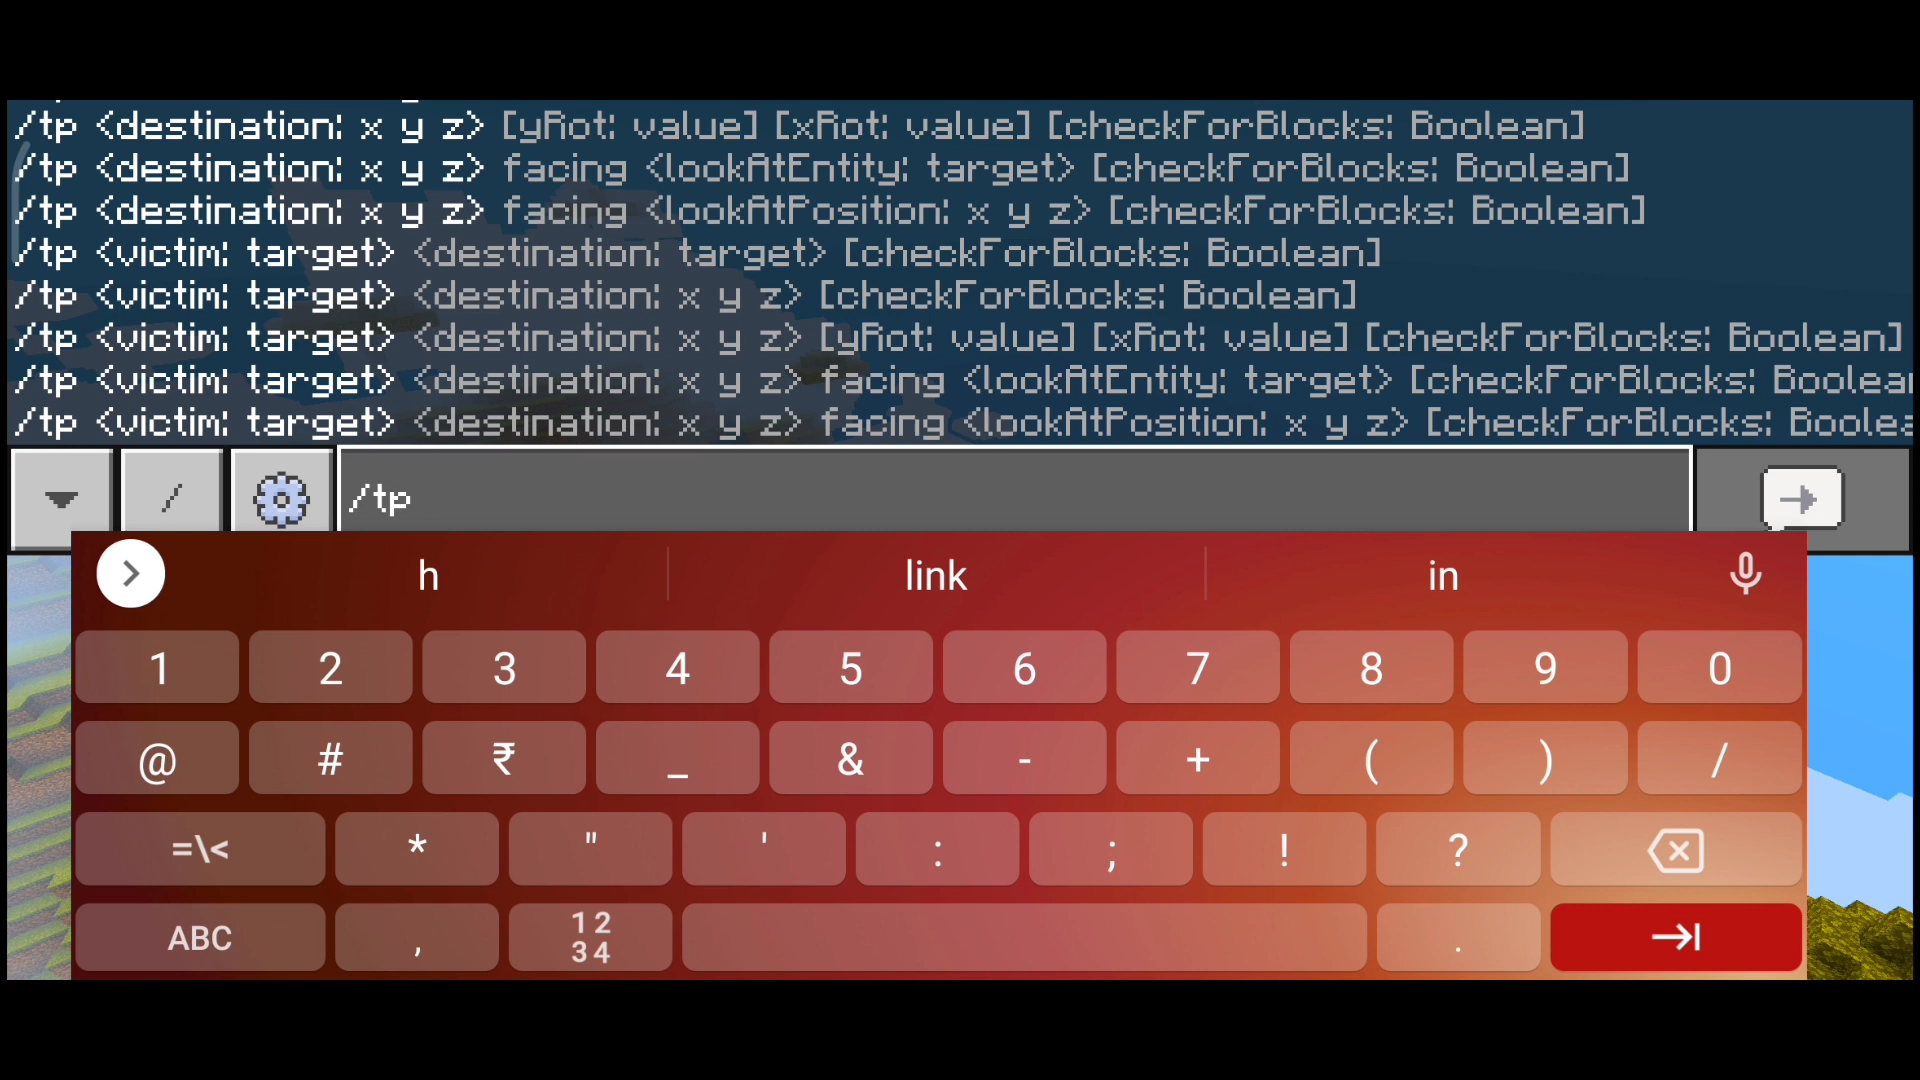 /tp <destination: x y z> [yRot: value] [xRot: value] [checkForBlocks: Boolean]
/tp <destination: x y z> facing <lookAtEntity: target> [checkForBlocks: Boolean]
/tp <destination: x y z> facing <lookAtPosition: x y z> [checkForBlocks: Boolean]
/tp <victim: target> <destination: target> [checkForBlocks: Boolean]
/tp <victim: target> <destination: x y z> [checkForBlocks: Boolean]
/tp <victim: target> <destination: x y z> [yRot: value] [xRot: value] [checkForBlocks: Boolean]
/tp <victim: target> <destination: x y z> facing <lookAtEntity: target> [checkForBlocks: Boolea
/tp <victim: target> <destination: x y z> facing <lookAtPosition: x y z> [checkForBlocks: Boole
/ /tp
h link in
1 2 3 4 5 6 7 8 9 0
@ # ₹ _ & - + ( ) /
=\< * " ' : ; ! ?
ABC , 12 34 .